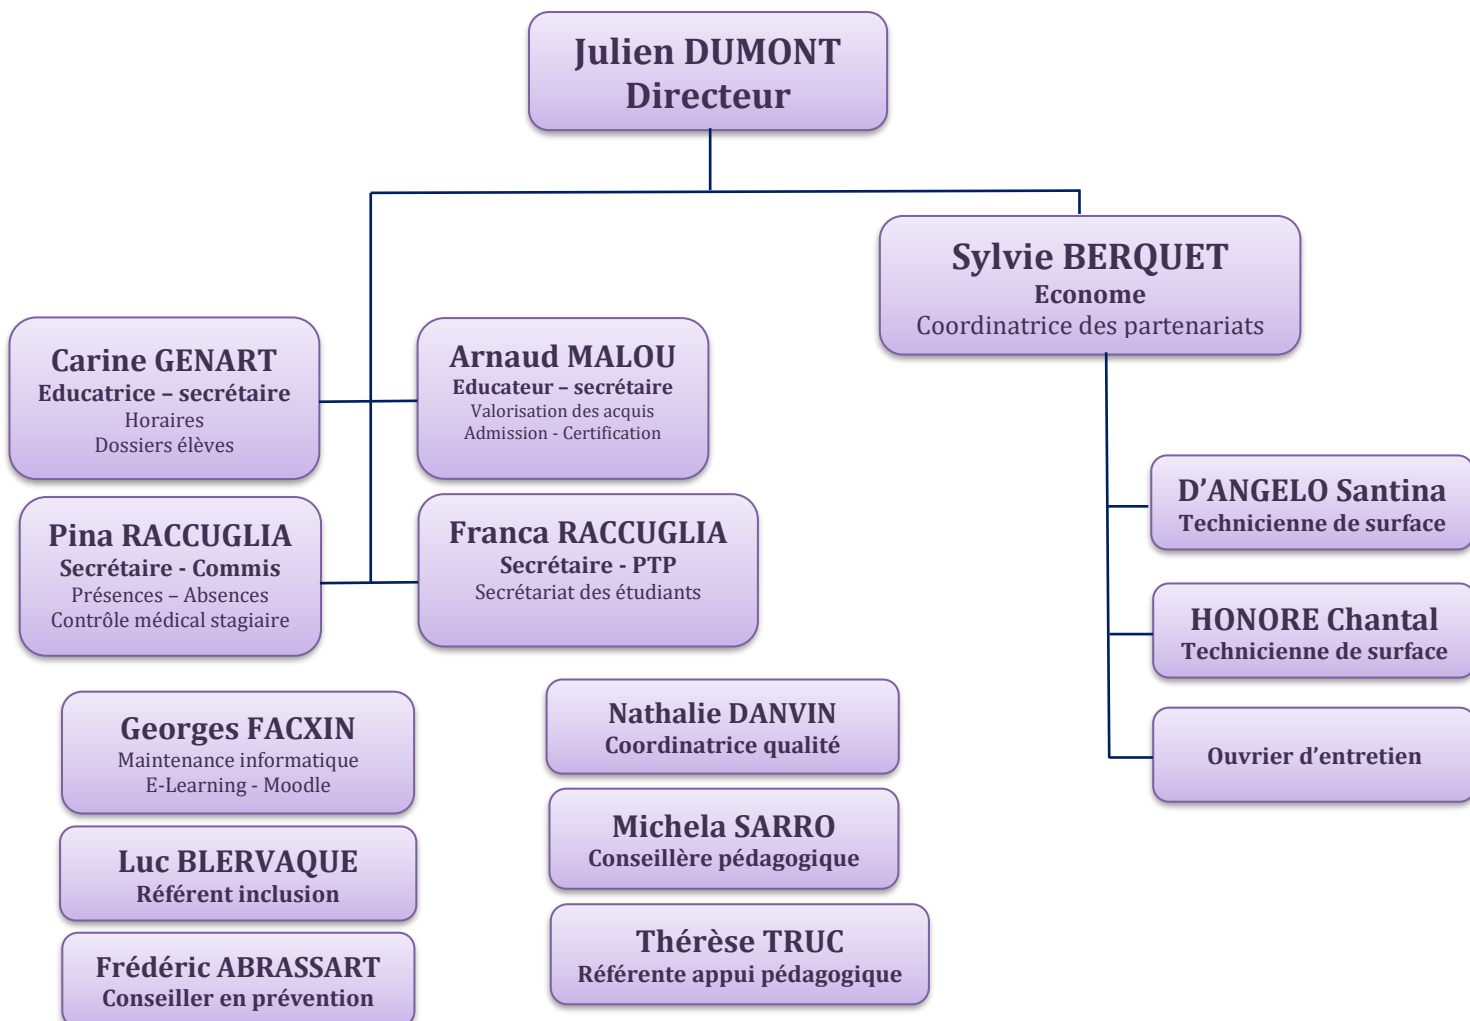 Julien DUMONT
Directeur
Sylvie BERQUET
Econome
Coordinatrice des partenariats
Carine GENART
Educatrice – secrétaire
Horaires
Dossiers élèves
Arnaud MALOU
Educateur – secrétaire
Valorisation des acquis
Admission - Certification
Pina RACCUGLIA
Secrétaire - Commis
Présences – Absences
Contrôle médical stagiaire
Franca RACCUGLIA
Secrétaire - PTP
Secrétariat des étudiants
D’ANGELO Santina
Technicienne de surface
HONORE Chantal
Technicienne de surface
Ouvrier d’entretien
Georges FACXIN
Maintenance informatique
E-Learning - Moodle
Luc BLERVAQUE
Référent inclusion
Frédéric ABRASSART
Conseiller en prévention
Nathalie DANVIN
Coordinatrice qualité
Michela SARRO
Conseillère pédagogique
Thérèse TRUC
Référente appui pédagogique